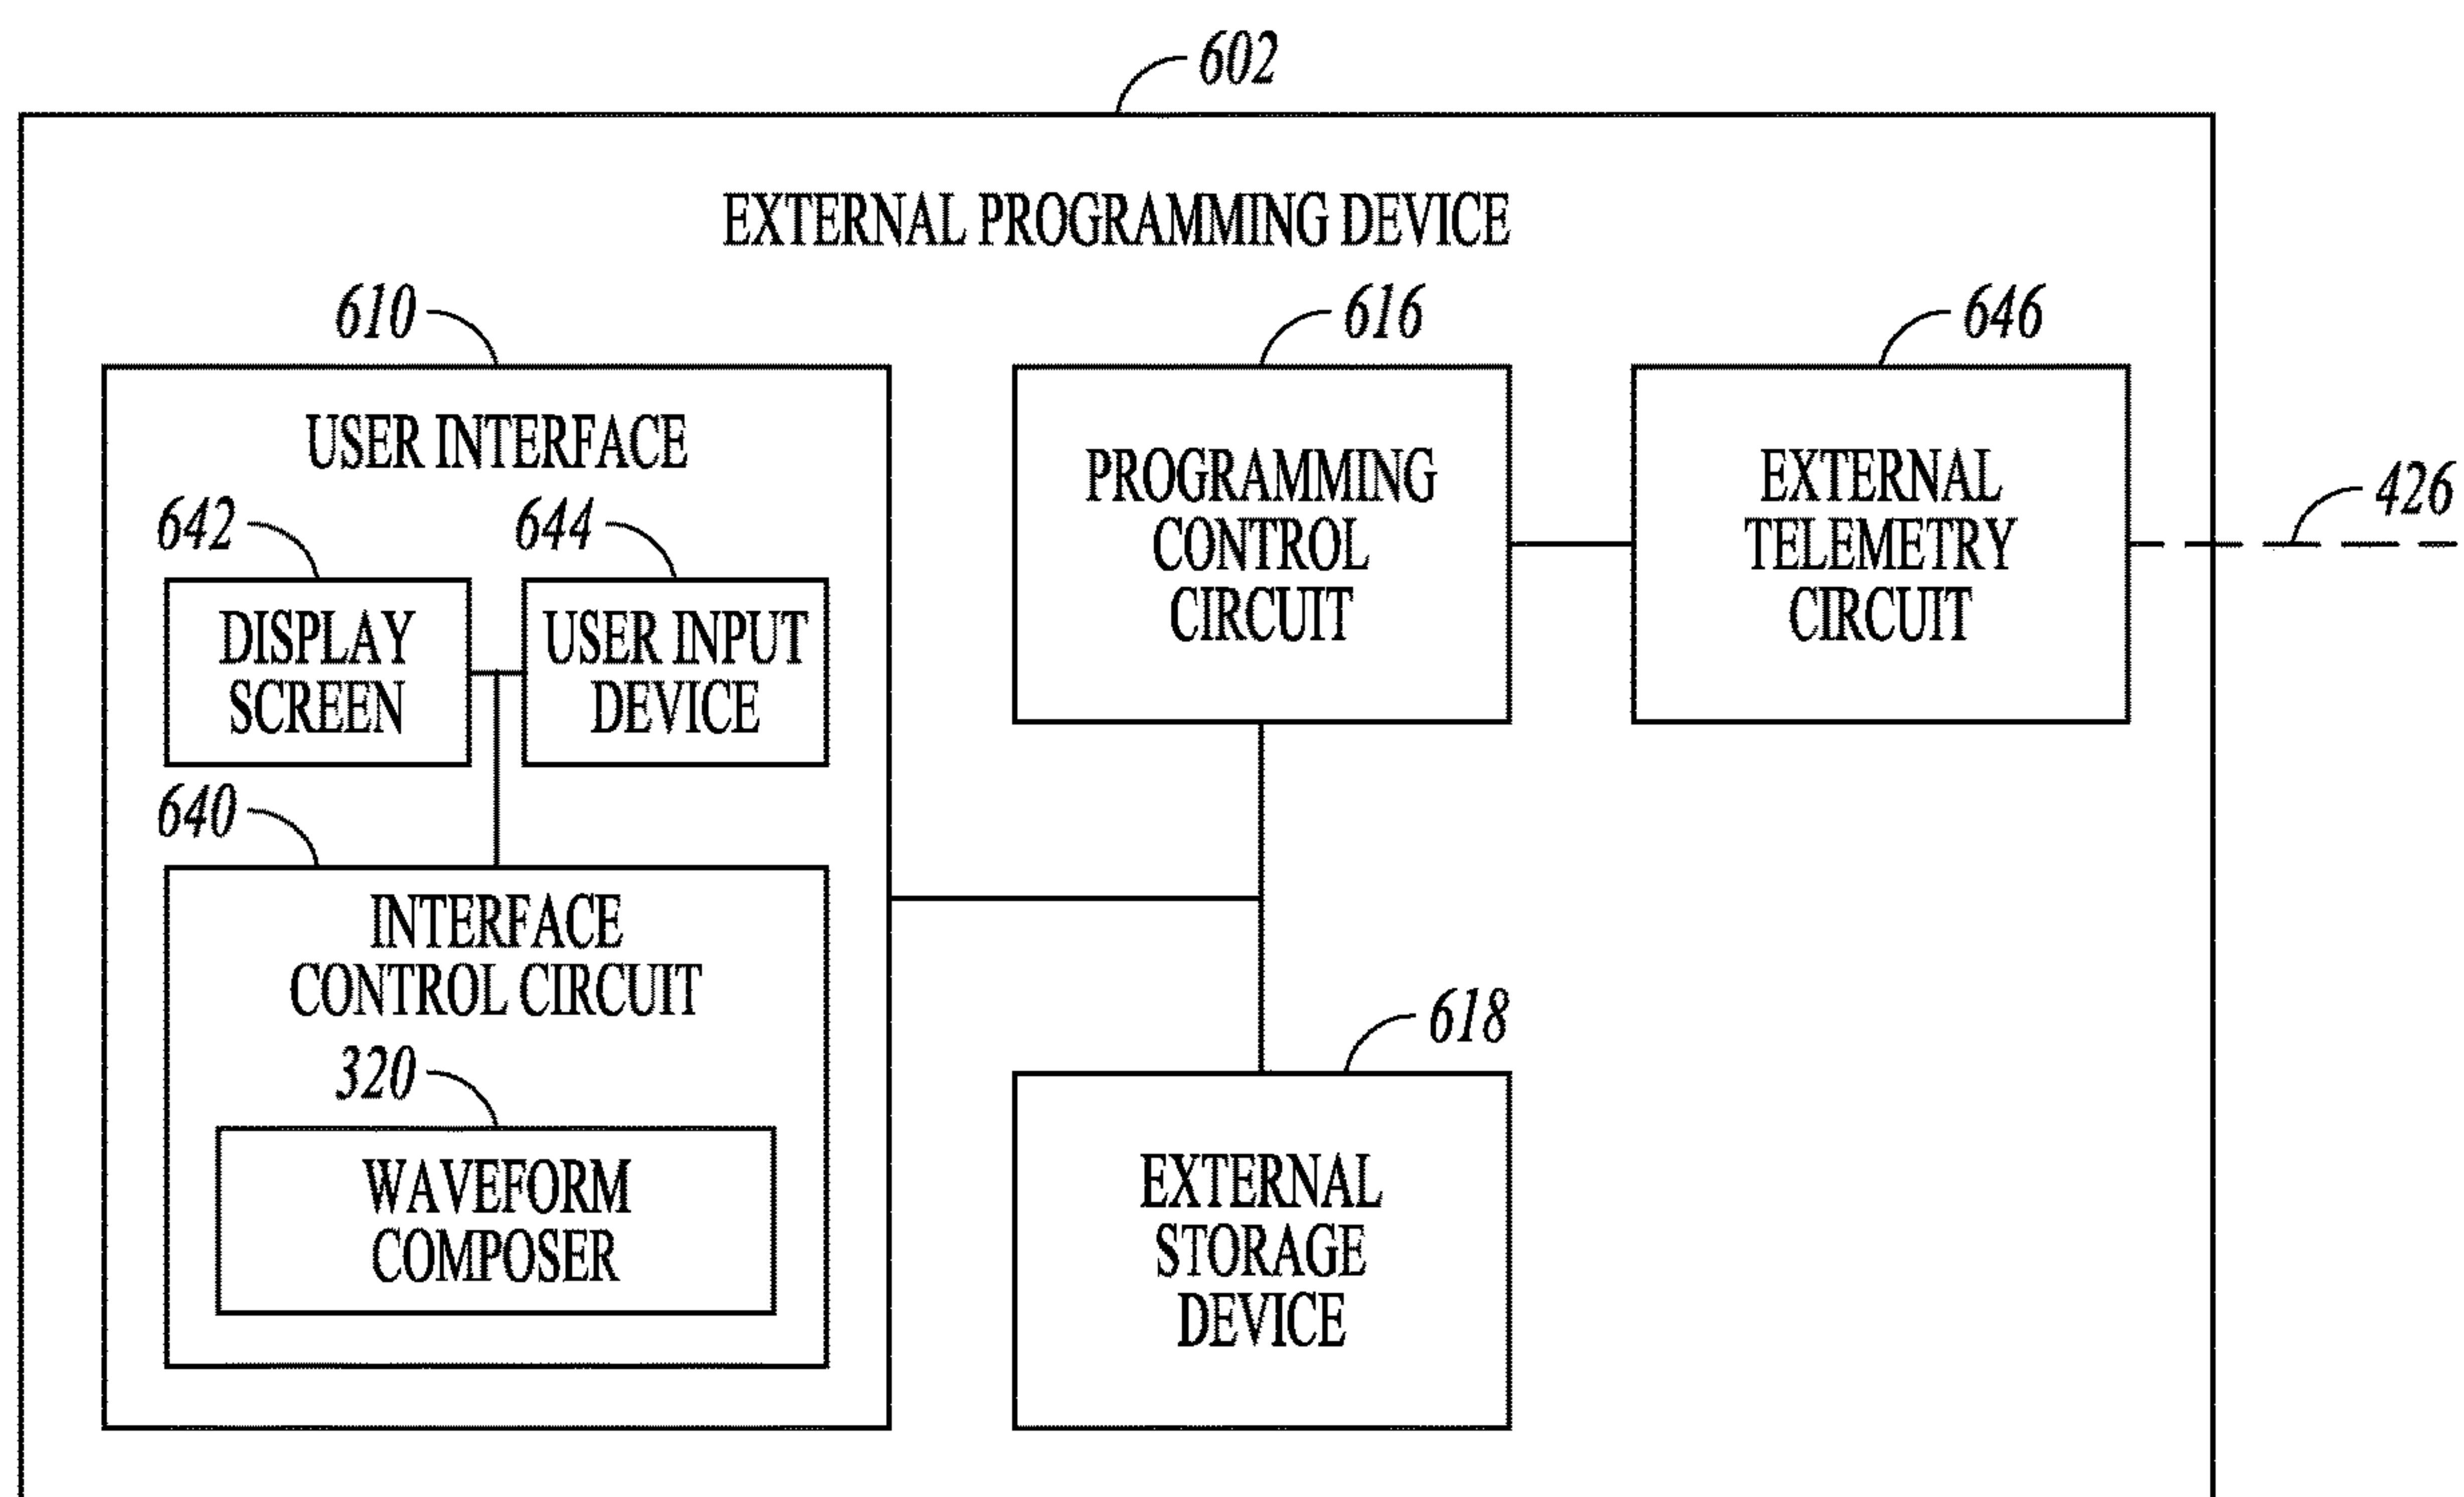 602
EXTERNAL PROGRAMMING DEVICE
610
USER INTERFACE
642
644
DISPLAY
SCREEN
USER INPUT
DEVICE
640
INTERFACE
CONTROL CIRCUIT
320
WAVEFORM
COMPOSER
616
PROGRAMMING
CONTROL
CIRCUIT
646
EXTERNAL
TELEMETRY
CIRCUIT
426
618
EXTERNAL
STORAGE
DEVICE